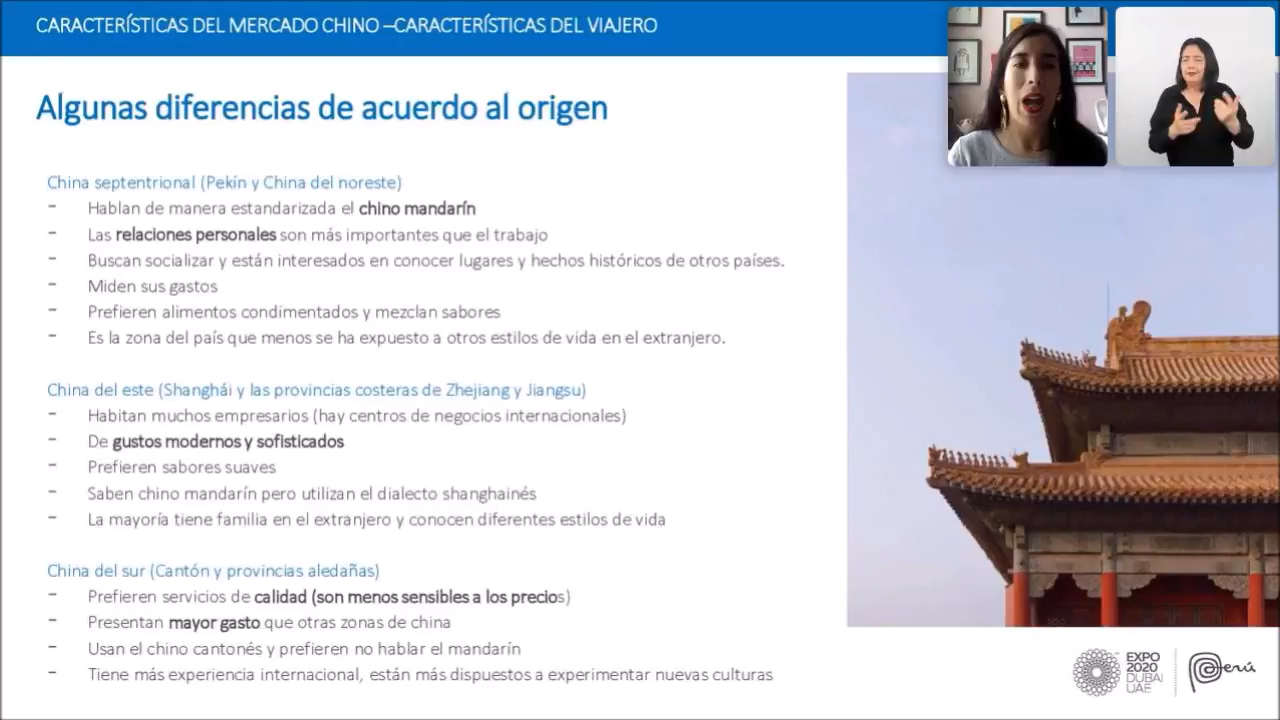 CARACTERÍSTICAS DEL MERCADO CHINO –CARACTERÍSTICAS DEL VIAJERO
Algunas diferencias de acuerdo al origen
China septentrional (Pekín y China del noreste)
- Hablan de manera estandarizada el chino mandarín
- Las relaciones personales son más importantes que el trabajo
- Buscan socializar y están interesados en conocer lugares y hechos históricos de otros países.
- Miden sus gastos
- Prefieren alimentos condimentados y mezclan sabores
- Es la zona del país que menos se ha expuesto a otros estilos de vida en el extranjero.
China del este (Shanghái y las provincias costeras de Zhejiang y Jiangsu)
- Habitan muchos empresarios (hay centros de negocios internacionales)
- De gustos modernos y sofisticados
- Prefieren sabores suaves
- Saben chino mandarín pero utilizan el dialecto shanghainés
- La mayoría tiene familia en el extranjero y conocen diferentes estilos de vida
China del sur (Cantón y provincias aledañas)
- Prefieren servicios de calidad (son menos sensibles a los precios)
- Presentan mayor gasto que otras zonas de china
- Usan el chino cantonés y prefieren no hablar el mandarín
- Tiene más experiencia internacional, están más dispuestos a experimentar nuevas culturas
EXPO
2020
DUBAI
UAE
Perú